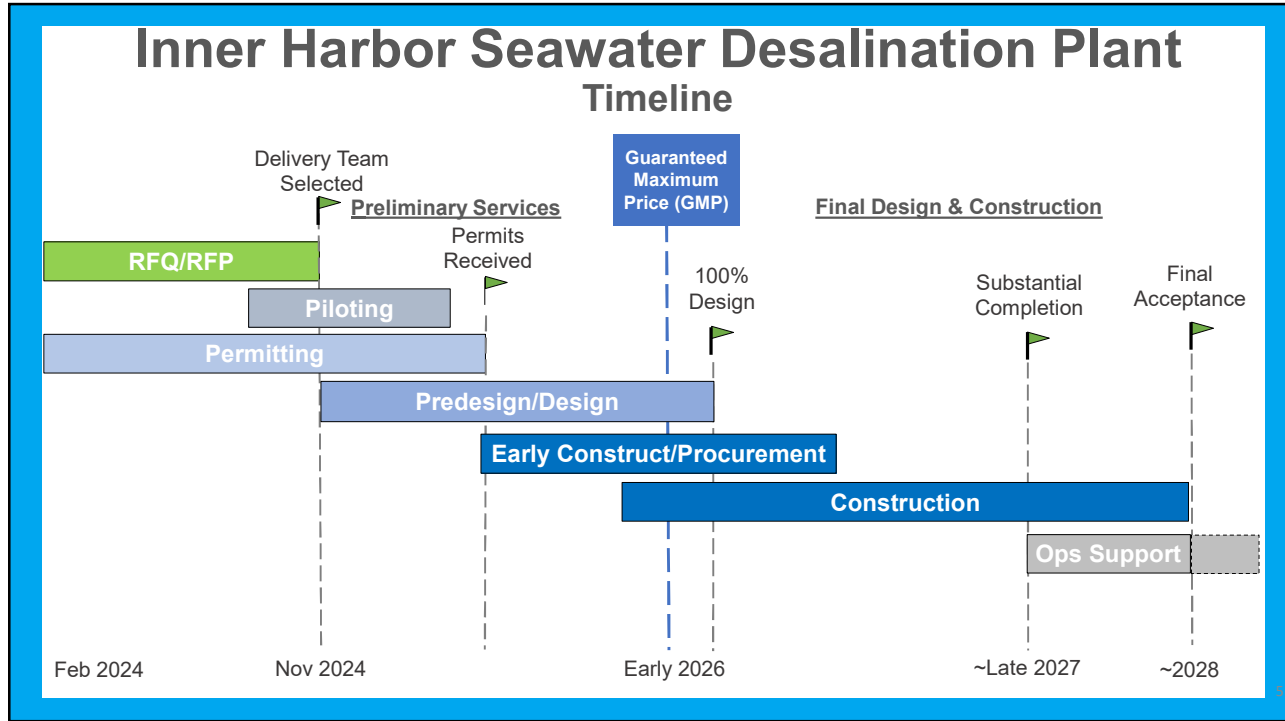 Inner Harbor Seawater Desalination Plant
Timeline
Delivery Team
Selected
Preliminary Services
Guaranteed
Maximum
Price (GMP)
Final Design & Construction
Permits
Received
100%
Design
Substantial
Completion
Final
Acceptance
RFQ/RFP
Piloting
Permitting
Predesign/Design
Early Construct/Procurement
Construction
Ops Support
Feb 2024
Nov 2024
Early 2026
~Late 2027
~2028